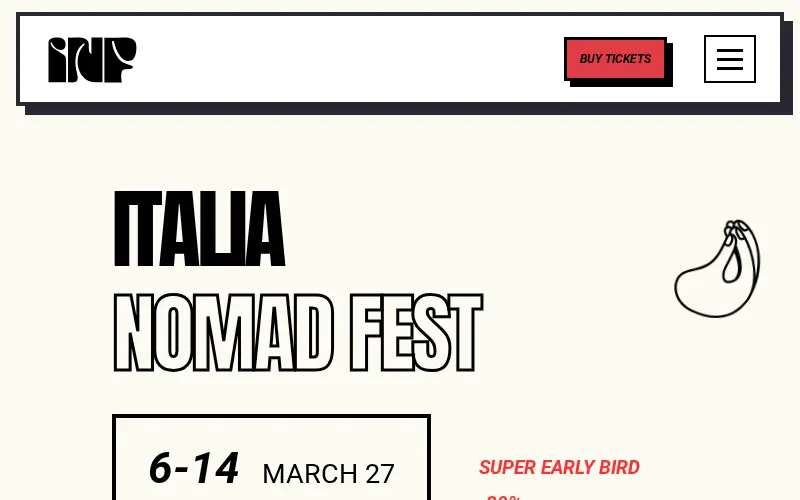 INF
BUY TICKETS
ITALIA
NOMAD FEST
6-14 MARCH 27
SUPER EARLY BIRD